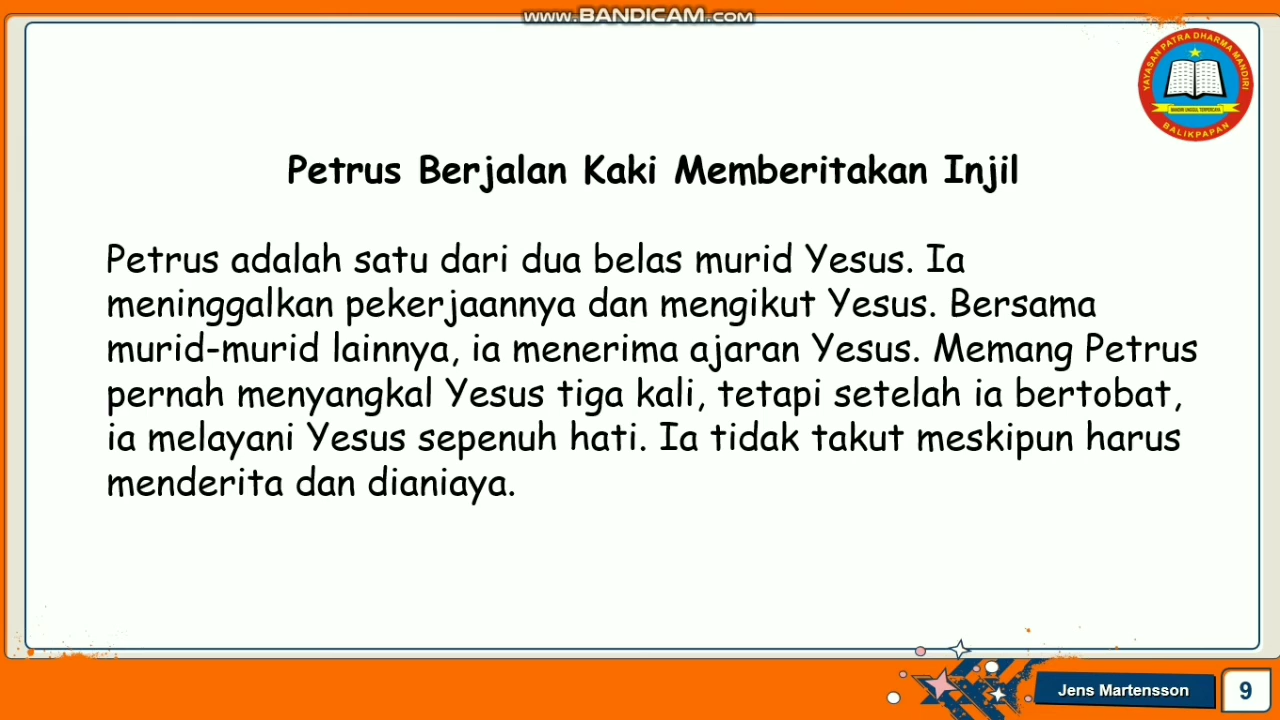 www.BANDICAM.com
YAYASAN PATRA DHARMA MANDIRI
BALIKPAPAN
Petrus Berjalan Kaki Memberitakan Injil
Petrus adalah satu dari dua belas murid Yesus. Ia
meninggalkan pekerjaannya dan mengikut Yesus. Bersama
murid-murid lainnya, ia menerima ajaran Yesus. Memang Petrus
pernah menyangkal Yesus tiga kali, tetapi setelah ia bertobat,
ia melayani Yesus sepenuh hati. Ia tidak takut meskipun harus
menderita dan dianiaya.
Jens Martensson
9